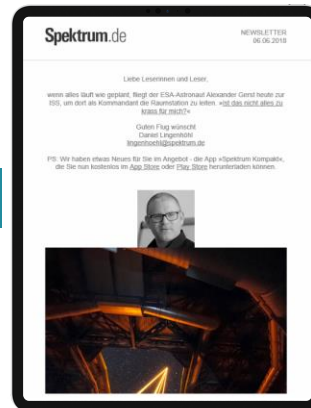 Spektrum.de
NEWSLETTER
06.06.2018
Liebe Leserinnen und Leser,
wenn alles läuft wie geplant, fliegt der ESA-Astronaut Alexander Gerst heute zur
ISS, um dort als Kommandant die Raumstation zu leiten. »Ist das nicht alles zu
krass für mich?«
Guten Flug wünscht
Daniel Lingenhöhl
lingenhoehl@spektrum.de
PS: Wir haben etwas Neues für Sie im Angebot - die App »Spektrum Kompakt«,
die Sie nun kostenlos im App Store oder Play Store herunterladen können.